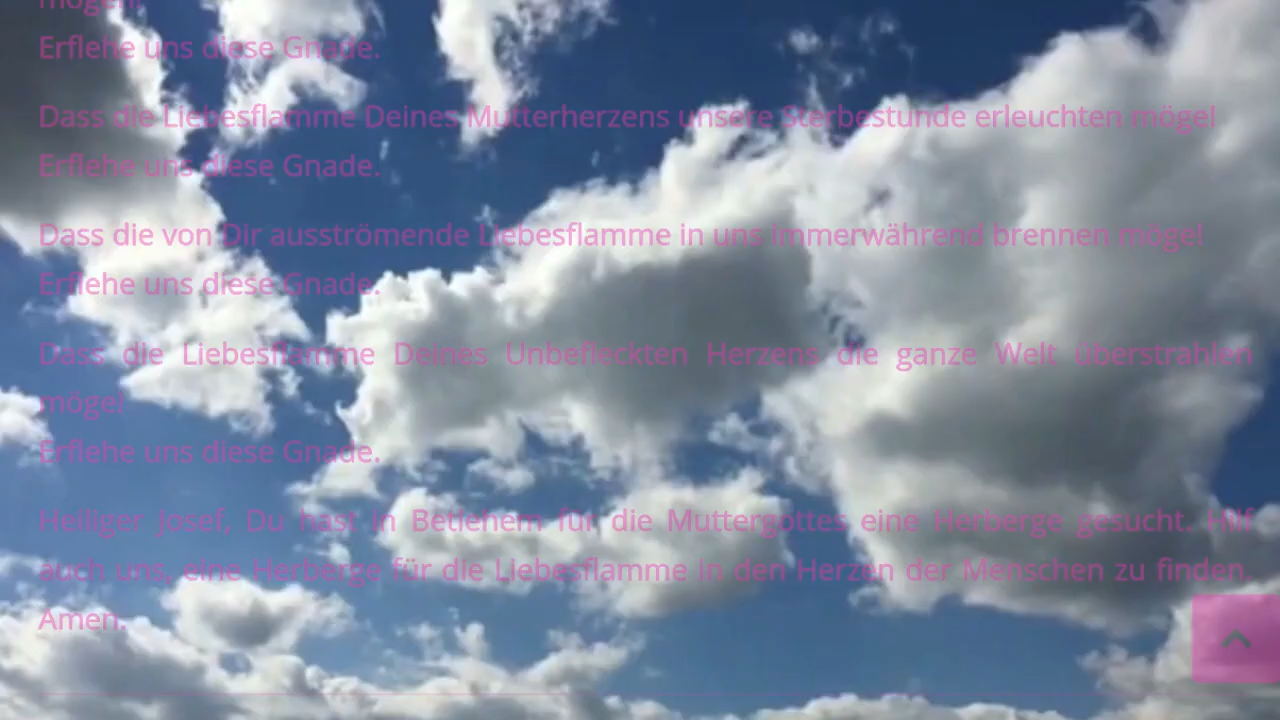 mögen!
Erflehe uns diese Gnade.
Dass die Liebesflamme Deines Mutterherzens unsere Sterbestunde erleuchten möge!
Erflehe uns diese Gnade.
Dass die von Dir ausströmende Liebesflamme in uns immerwährend brennen möge!
Erflehe uns diese Gnade.
Dass die Liebesflamme Deines Unbefleckten Herzens die ganze Welt überstrahlen
möge!
Erflehe uns diese Gnade.
Heiliger Josef, Du hast in Betlehem für die Muttergottes eine Herberge gesucht. Hilf
auch uns, eine Herberge für die Liebesflamme in den Herzen der Menschen zu finden.
Amen.